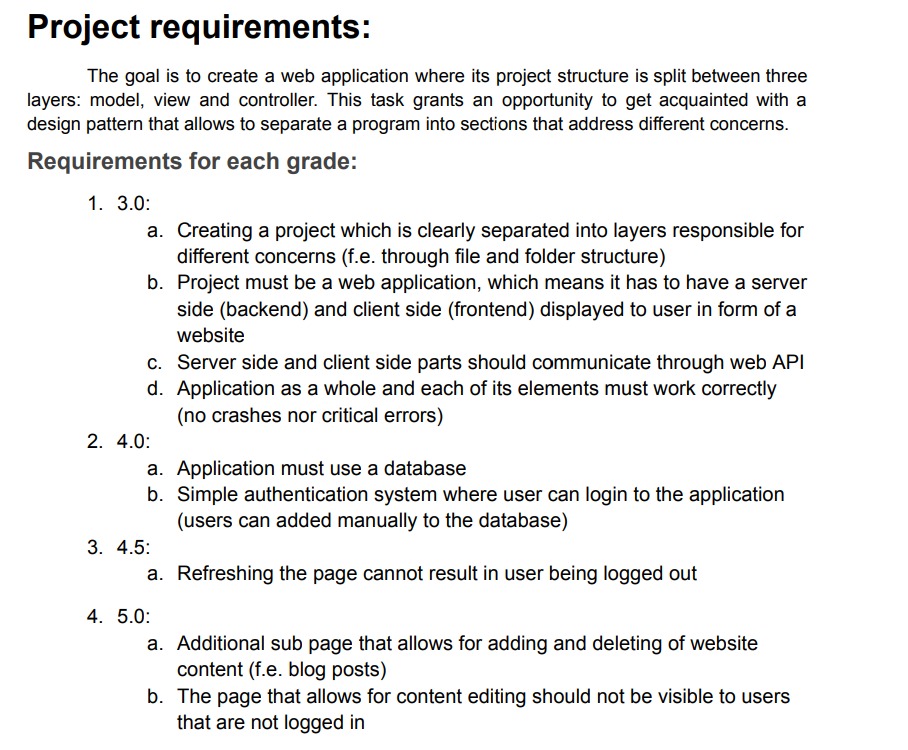 Project requirements:
The goal is to create a web application where its project structure is split between three
layers: model, view and controller. This task grants an opportunity to get acquainted with a
design pattern that allows to separate a program into sections that address different concerns.
Requirements for each grade:
1. 3.0:
a. Creating a project which is clearly separated into layers responsible for
different concerns (f.e. through file and folder structure)
b. Project must be a web application, which means it has to have a server
side (backend) and client side (frontend) displayed to user in form of a
website
c. Server side and client side parts should communicate through web API
d. Application as a whole and each of its elements must work correctly
(no crashes nor critical errors)
2. 4.0:
a. Application must use a database
b. Simple authentication system where user can login to the application
(users can added manually to the database)
3. 4.5:
a. Refreshing the page cannot result in user being logged out
4. 5.0:
a. Additional sub page that allows for adding and deleting of website
content (f.e. blog posts)
b. The page that allows for content editing should not be visible to users
that are not logged in